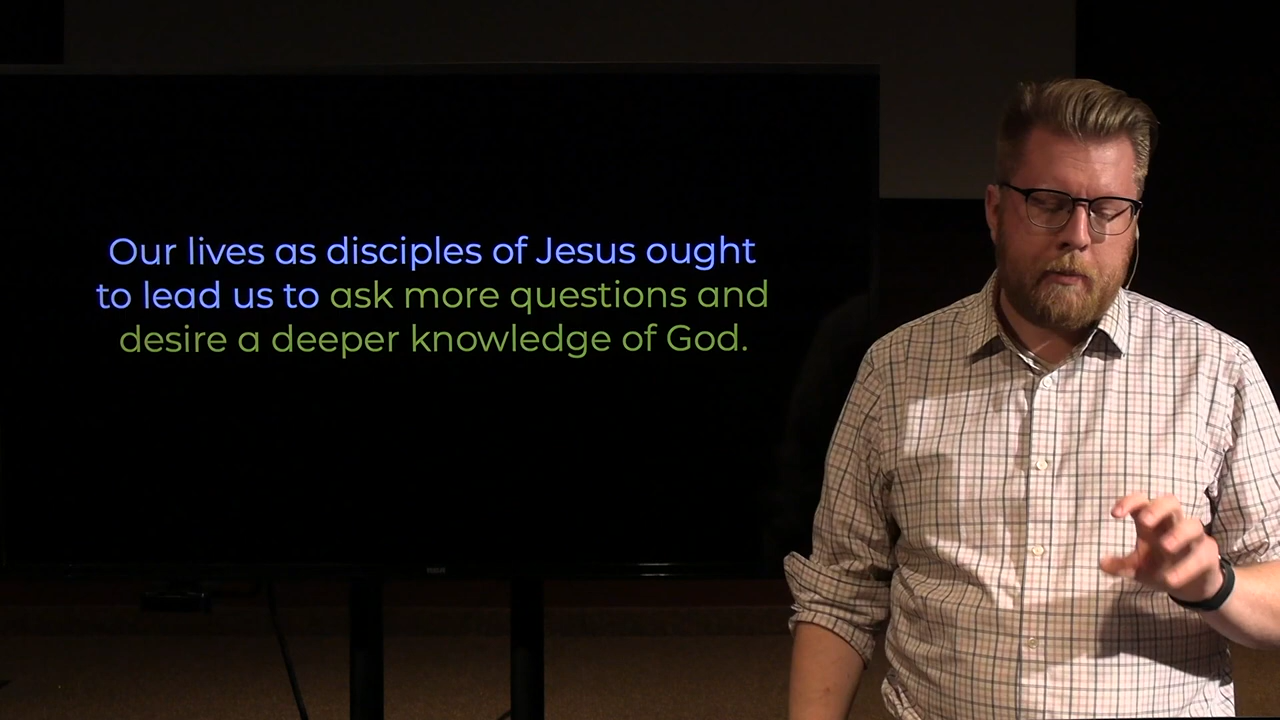 Our lives as disciples of Jesus ought
to lead us to ask more questions and
desire a deeper knowledge of God.